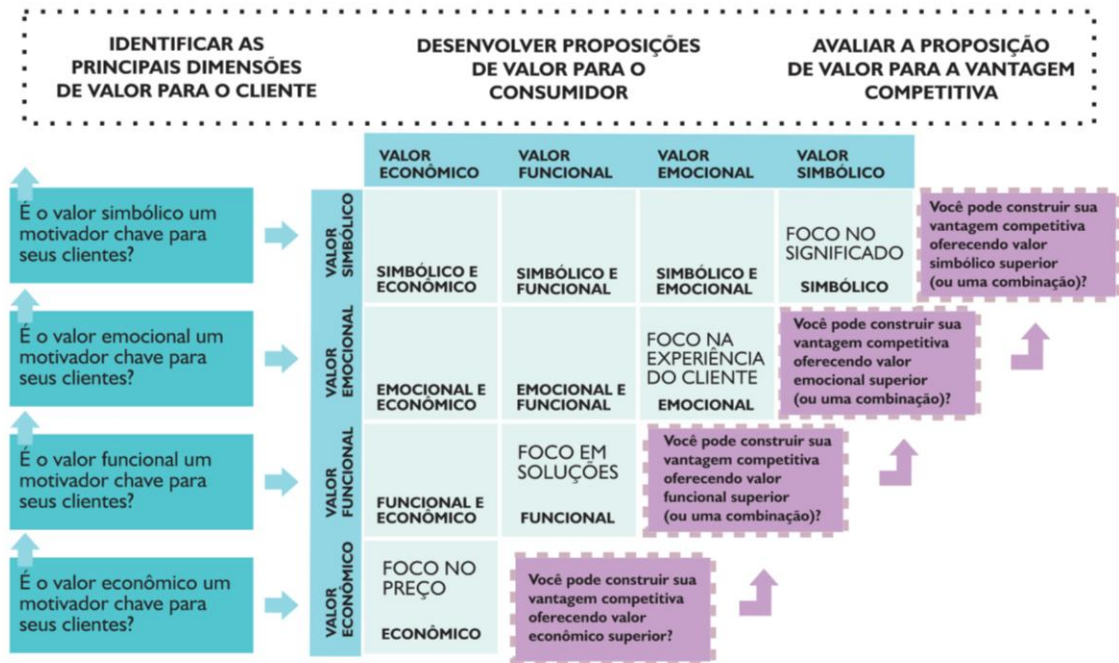 IDENTIFICAR AS
PRINCIPAIS DIMENSÕES
DE VALOR PARA O CLIENTE
DESENVOLVER PROPOSIÇÕES
DE VALOR PARA O
CONSUMIDOR
AVALIAR A PROPOSIÇÃO
DE VALOR PARA A VANTAGEM
COMPETITIVA
VALOR
ECONÔMICO
VALOR
FUNCIONAL
VALOR
EMOCIONAL
VALOR
SIMBÓLICO
É o valor simbólico um
motivador chave para
seus clientes?
VALOR
SIMBÓLICO
SIMBÓLICO E
ECONÔMICO
SIMBÓLICO E
FUNCIONAL
SIMBÓLICO E
EMOCIONAL
FOCO NO
SIGNIFICADO
SIMBÓLICO
Você pode construir sua
vantagem competitiva
oferecendo valor
simbólico superior
(ou uma combinação)?
É o valor emocional um
motivador chave para
seus clientes?
VALOR
EMOCIONAL
EMOCIONAL E
ECONÔMICO
EMOCIONAL E
FUNCIONAL
FOCO NA
EXPERIÊNCIA
DO CLIENTE
EMOCIONAL
Você pode construir sua
vantagem competitiva
oferecendo valor
emocional superior
(ou uma combinação)?
É o valor funcional um
motivador chave para
seus clientes?
VALOR
FUNCIONAL
FUNCIONAL E
ECONÔMICO
FOCO EM
SOLUÇÕES
FUNCIONAL
Você pode construir sua
vantagem competitiva
oferecendo valor
funcional superior
(ou uma combinação)?
É o valor econômico um
motivador chave para
seus clientes?
VALOR
ECONÔMICO
FOCO NO
PREÇO
ECONÔMICO
Você pode construir sua
vantagem competitiva
oferecendo valor
econômico superior?